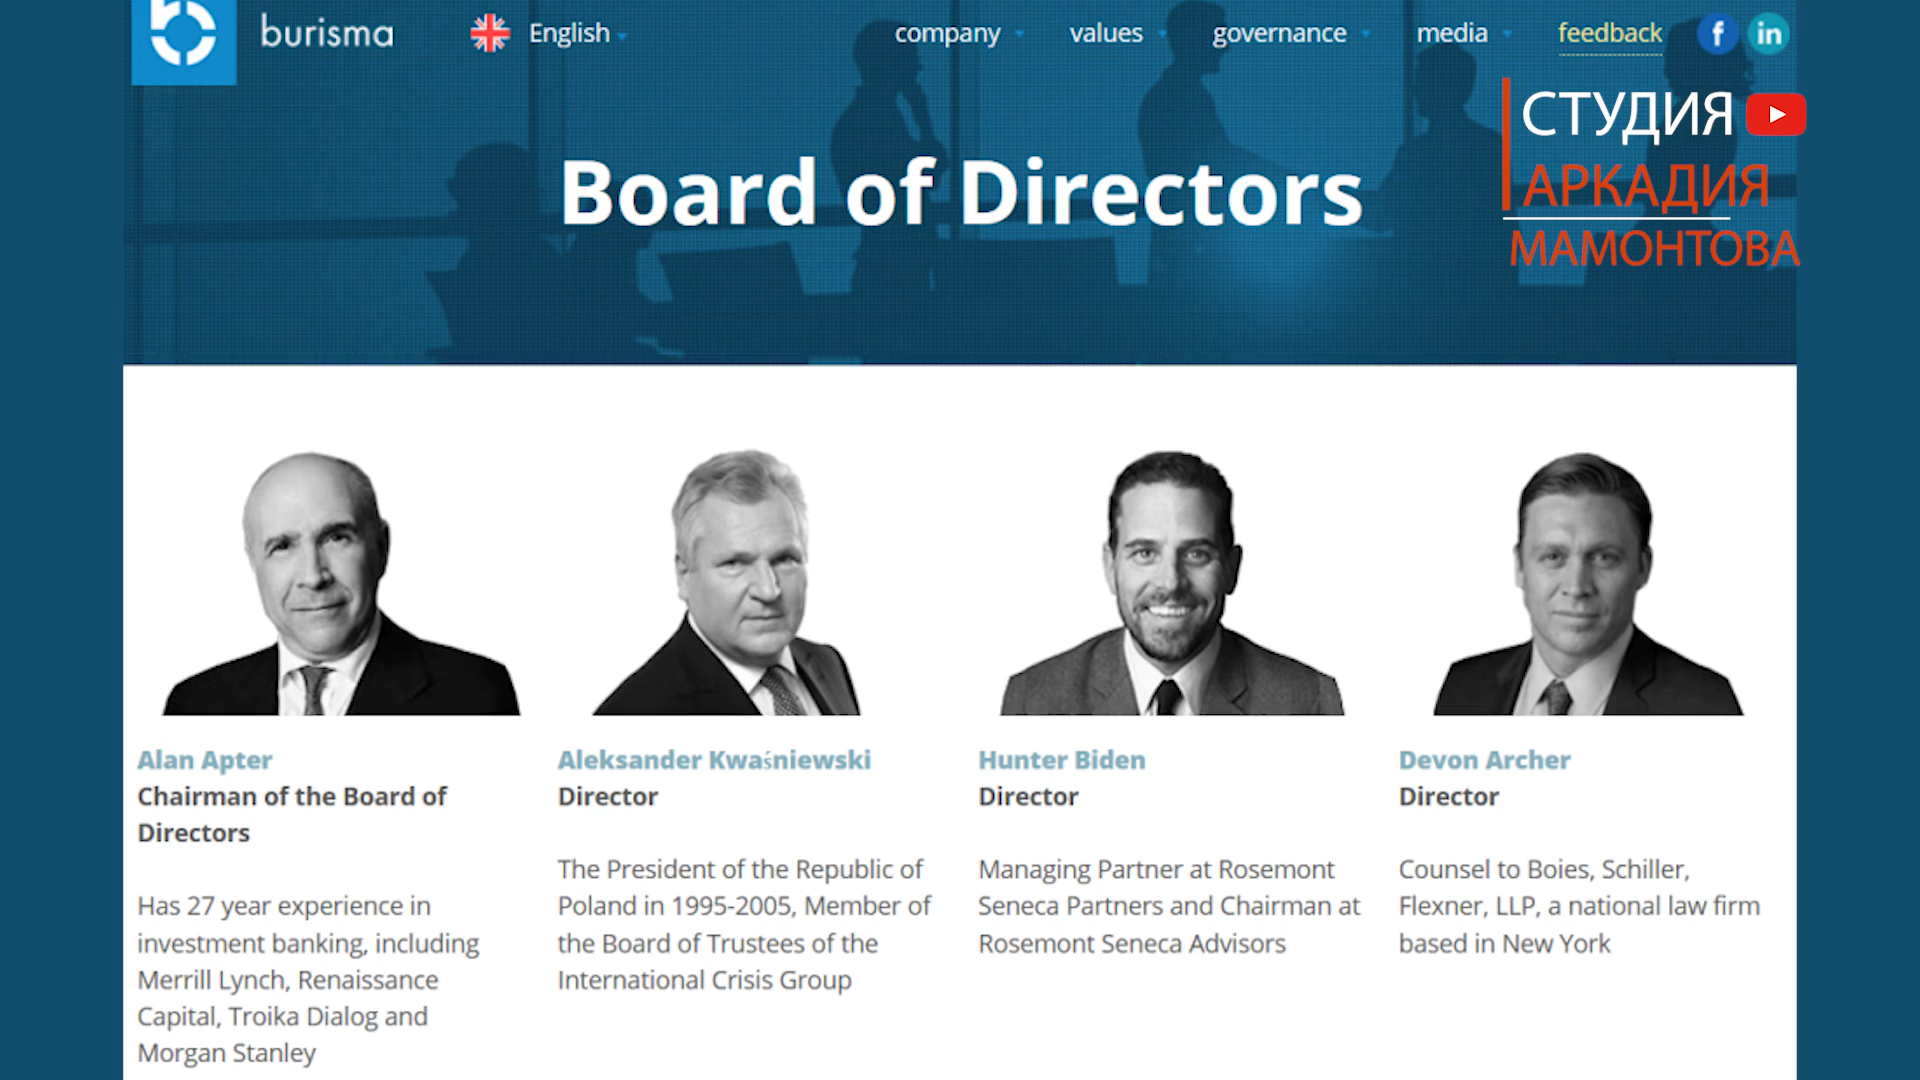 burisma
English
company
values
governance
media
feedback
f
in
СТУДИЯ
АРКАДИЯ
МАМОНТОВА
Board of Directors
Alan Apter
Chairman of the Board of
Directors
Has 27 year experience in
investment banking, including
Merrill Lynch, Renaissance
Capital, Troika Dialog and
Morgan Stanley
Aleksander Kwaśniewski
Director
The President of the Republic of
Poland in 1995-2005, Member of
the Board of Trustees of the
International Crisis Group
Hunter Biden
Director
Managing Partner at Rosemont
Seneca Partners and Chairman at
Rosemont Seneca Advisors
Devon Archer
Director
Counsel to Boies, Schiller,
Flexner, LLP, a national law firm
based in New York